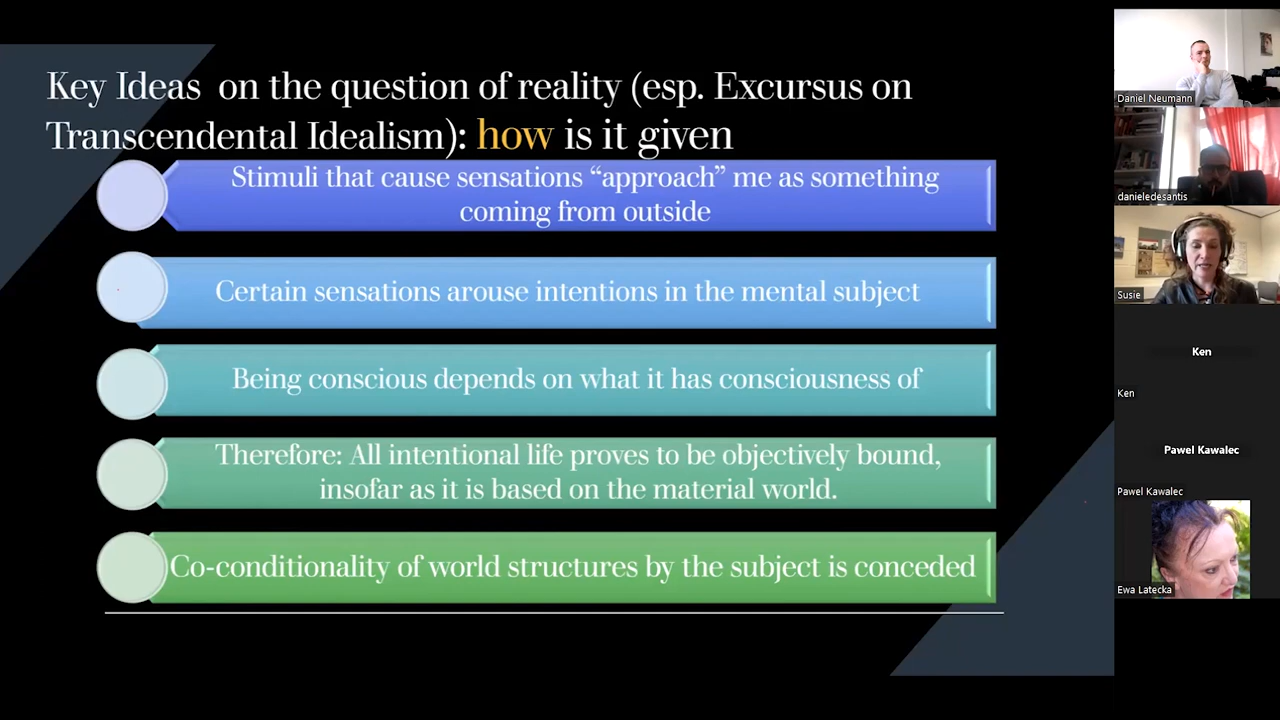 Key Ideas on the question of reality (esp. Excursus on
Transcendental Idealism): how is it given
Stimuli that cause sensations “approach” me as something
coming from outside
Certain sensations arouse intentions in the mental subject
Being conscious depends on what it has consciousness of
Therefore: All intentional life proves to be objectively bound,
insofar as it is based on the material world.
Co-conditionality of world structures by the subject is conceded
Daniel Neumann
danieledesantis
Susie
Ken
Ken
Pawel Kawalec
Pawel Kawalec
Ewa Latecka